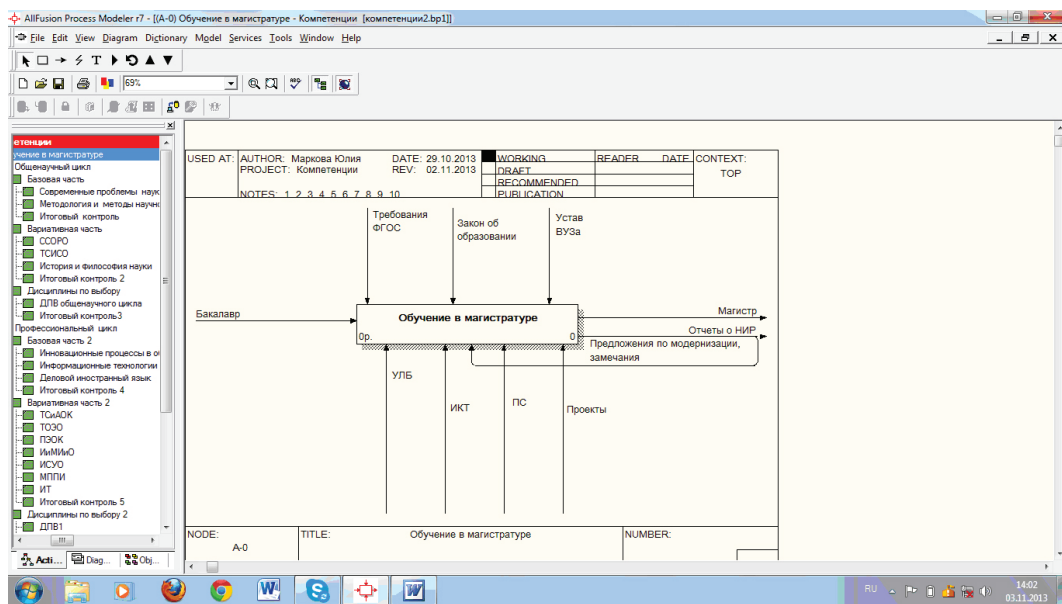 AllFusion Process Modeler r7 - [(A-0) Обучение в магистратуре - Компетенции [компетенции2.bp1]]
File Edit View Diagram Dictionary Model Services Tools Window Help
69%
етенции
учение в магистратуре
Общенаучный цикл
Базовая часть
Современные проблемы наук
Методология и методы научн
Итоговый контроль
Вариативная часть
ССОРО
ТСИСО
История и философия науки
Итоговый контроль 2
Дисциплины по выбору
ДПВ общенаучного цикла
Итоговый контроль3
Профессиональный цикл
Базовая часть 2
Инновационные процессы в о
Информационные технологии
Деловой иностранный язык
Итоговый контроль 4
Вариативная часть 2
ТСиАОК
ТОЭО
ПЭОК
ИиМИиО
ИСУО
МППИ
ИТ
Итоговый контроль 5
Дисциплины по выбору 2
ДПВ1
Acti... Diag... Obj...
USED AT: AUTHOR: Маркова Юлия DATE: 29.10.2013 WORKING READER DATE CONTEXT:
PROJECT: Компетенции REV: 02.11.2013 DRAFT TOP
RECOMMENDED
NOTES: 1 2 3 4 5 6 7 8 9 10 PUBLICATION
Требования
ФГОС
Закон об
образовании
Устав
ВУЗа
Бакалавр
Обучение в магистратуре
0р. 0
Магистр
Отчеты о НИР
Предложения по модернизации,
замечания
УЛБ
ИКТ
ПС
Проекты
NODE: TITLE: Обучение в магистратуре NUMBER:
A-0
RU 14:02
03.11.2013